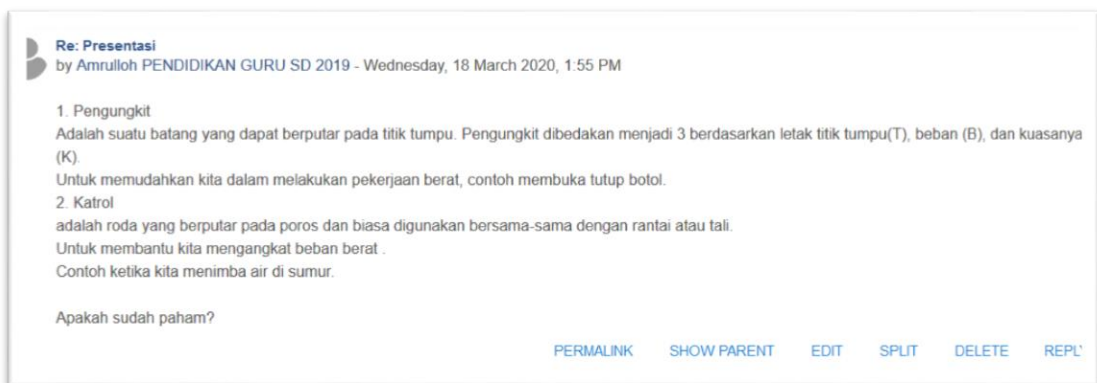 Re: Presentasi
by Amrulloh PENDIDIKAN GURU SD 2019 - Wednesday, 18 March 2020, 1:55 PM
1. Pengungkit
Adalah suatu batang yang dapat berputar pada titik tumpu. Pengungkit dibedakan menjadi 3 berdasarkan letak titik tumpu(T), beban (B), dan kuasanya
(K).
Untuk memudahkan kita dalam melakukan pekerjaan berat, contoh membuka tutup botol.
2. Katrol
adalah roda yang berputar pada poros dan biasa digunakan bersama-sama dengan rantai atau tali.
Untuk membantu kita mengangkat beban berat .
Contoh ketika kita menimba air di sumur.
Apakah sudah paham?
PERMALINK SHOW PARENT EDIT SPLIT DELETE REPLY